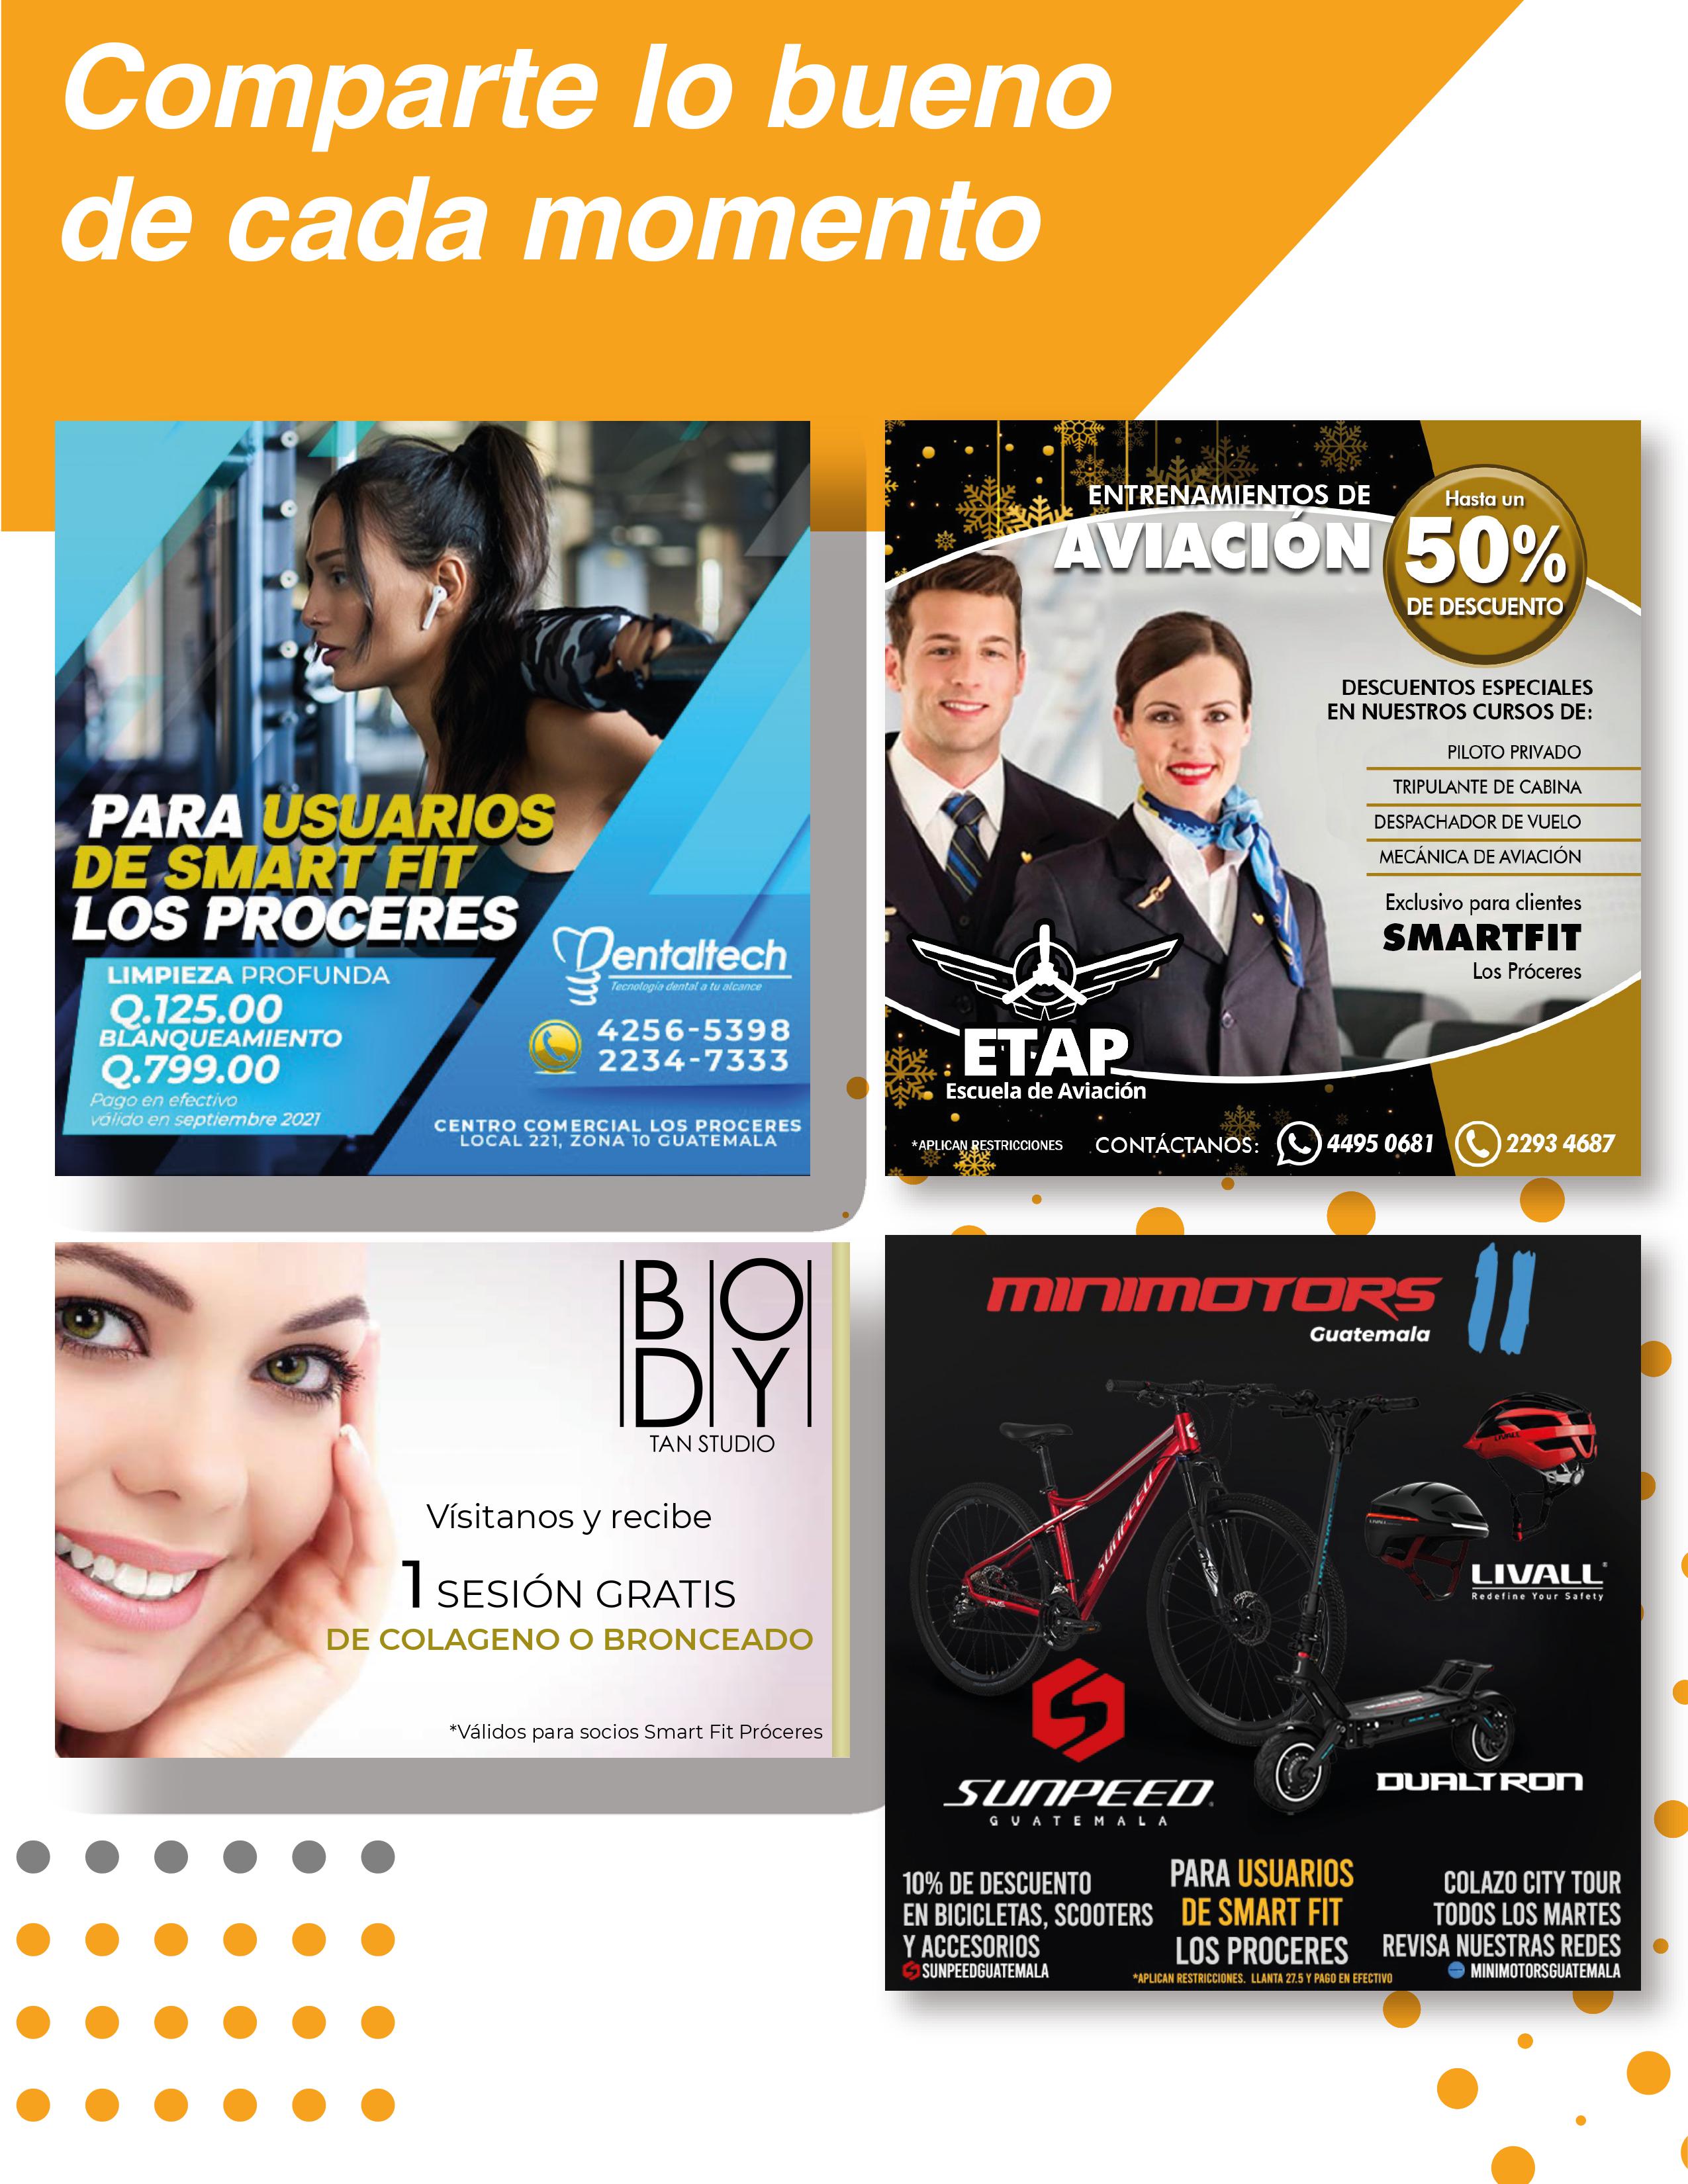 Comparte lo bueno
de cada momento
PARA USUARIOS
DE SMART FIT
LOS PROCERES
LIMPIEZA PROFUNDA
Q.125.00
BLANQUEAMIENTO
Q.799.00
Pago en efectivo
válido en septiembre 2021
Dentaltech
Tecnología dental a tu alcance
4256-5398
2234-7333
CENTRO COMERCIAL LOS PROCERES
LOCAL 221, ZONA 10 GUATEMALA
ENTRENAMIENTOS DE
AVIACIÓN
Hasta un
50%
DE DESCUENTO
DESCUENTOS ESPECIALES
EN NUESTROS CURSOS DE:
PILOTO PRIVADO
TRIPULANTE DE CABINA
DESPACHADOR DE VUELO
MECÁNICA DE AVIACIÓN
Exclusivo para clientes
SMARTFIT
Los Próceres
ETAP
Escuela de Aviación
*APLICAN RESTRICCIONES
CONTÁCTANOS: 4495 0681 2293 4687
BO
DY
TAN STUDIO
Vísitanos y recibe
1 SESIÓN GRATIS
DE COLAGENO O BRONCEADO
*Válidos para socios Smart Fit Próceres
MINIMOTORS
Guatemala
SUNPEED
LIVALL
LIVALL
LIVALL
Redefine Your Safety
SUNPEED
GUATEMALA
DUALTRON
10% DE DESCUENTO
EN BICICLETAS, SCOOTERS
Y ACCESORIOS
SUNPEEDGUATEMALA
PARA USUARIOS
DE SMART FIT
LOS PROCERES
*APLICAN RESTRICCIONES. LLANTA 27.5 Y PAGO EN EFECTIVO
COLAZO CITY TOUR
TODOS LOS MARTES
REVISA NUESTRAS REDES
MINIMOTORSGUATEMALA